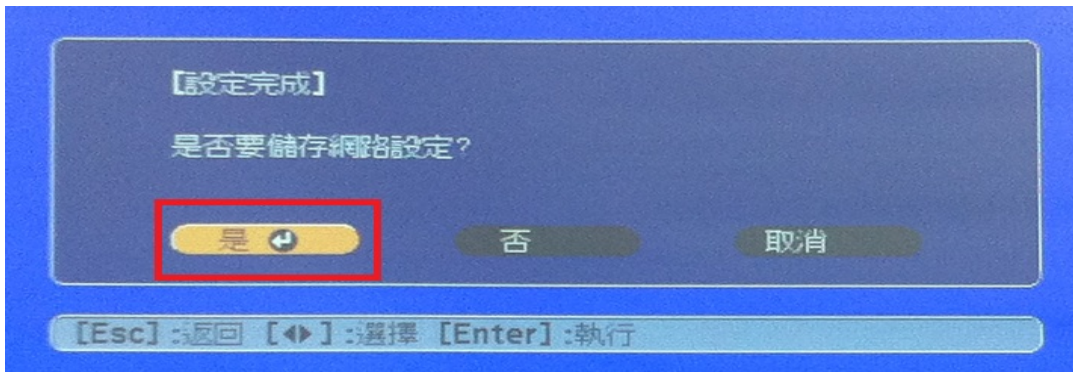 【設定完成】
是否要儲存網路設定?
是 否 取消
[Esc] :返回 [◀▶] :選擇 [Enter] :執行